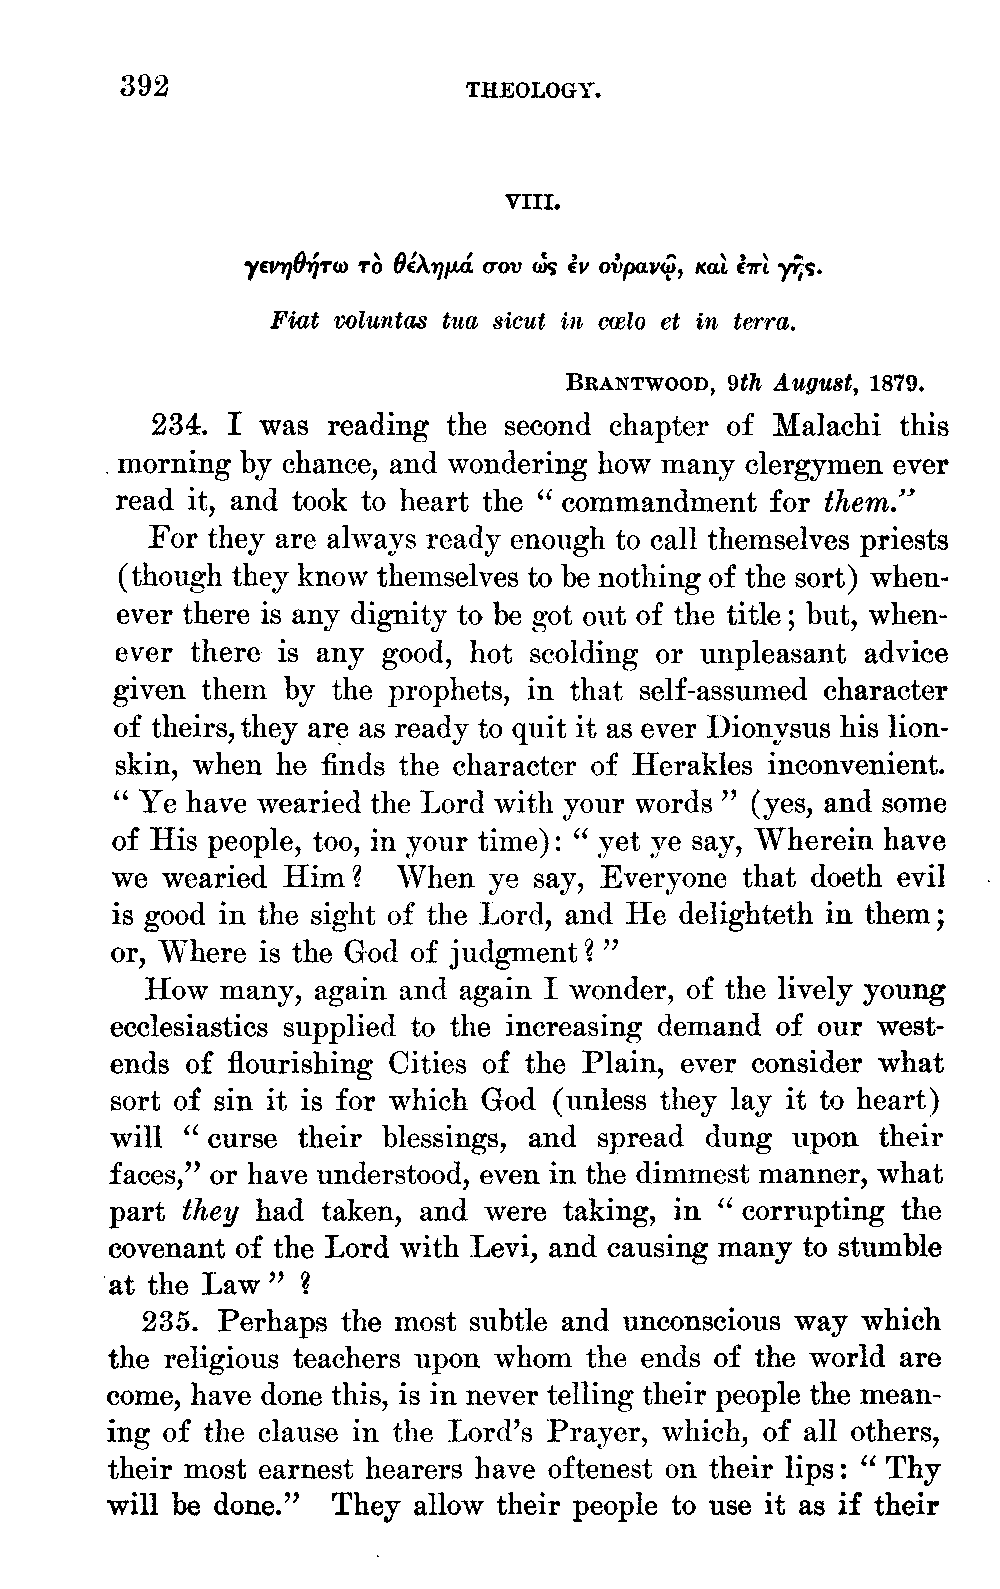 392 THEOLOGY.
VIII.
γενηθήτω τὸ θέλημά σου ὡς ἐν οὐρανῷ, καὶ ἐπὶ γῆς.
Fiat voluntas tua sicut in cœlo et in terra.
BRANTWOOD, 9th August, 1879.
234. I was reading the second chapter of Malachi this
morning by chance, and wondering how many clergymen ever
read it, and took to heart the “commandment for them.”
For they are always ready enough to call themselves priests
(though they know themselves to be nothing of the sort) when-
ever there is any dignity to be got out of the title; but, when-
ever there is any good, hot scolding or unpleasant advice
given them by the prophets, in that self-assumed character
of theirs, they are as ready to quit it as ever Dionysus his lion-
skin, when he finds the character of Herakles inconvenient.
“Ye have wearied the Lord with your words” (yes, and some
of His people, too, in your time): “yet ye say, Wherein have
we wearied Him? When ye say, Everyone that doeth evil
is good in the sight of the Lord, and He delighteth in them;
or, Where is the God of judgment?”
How many, again and again I wonder, of the lively young
ecclesiastics supplied to the increasing demand of our west-
ends of flourishing Cities of the Plain, ever consider what
sort of sin it is for which God (unless they lay it to heart)
will “curse their blessings, and spread dung upon their
faces,” or have understood, even in the dimmest manner, what
part they had taken, and were taking, in “corrupting the
covenant of the Lord with Levi, and causing many to stumble
at the Law”?
235. Perhaps the most subtle and unconscious way which
the religious teachers upon whom the ends of the world are
come, have done this, is in never telling their people the mean-
ing of the clause in the Lord’s Prayer, which, of all others,
their most earnest hearers have oftenest on their lips: “Thy
will be done.” They allow their people to use it as if their